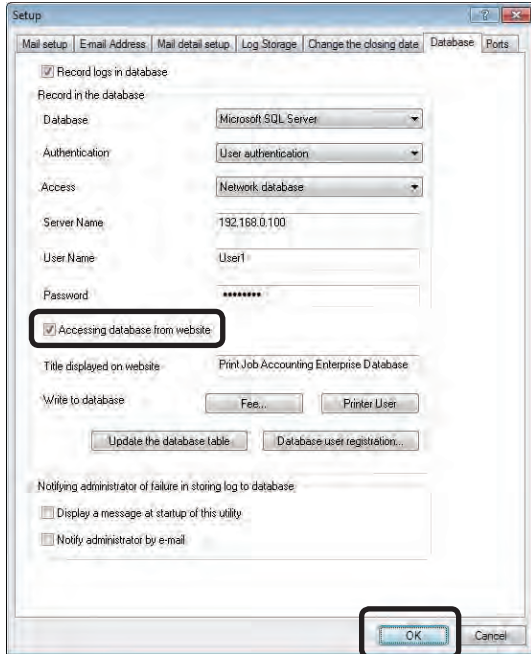 Setup
Mail setup E-mail Address Mail detail setup Log Storage Change the closing date Database Ports
Record logs in database
Record in the database
Database Microsoft SQL Server
Authentication User authentication
Access Network database
Server Name 192.168.0.100
User Name User1
Password ••••••••
Accessing database from website
Title displayed on website Print Job Accounting Enterprise Database
Write to database Fee... Printer User
Update the database table Database user registration...
Notifying administrator of failure in storing log to database
Display a message at startup of this utility
Notify administrator by e-mail
OK Cancel